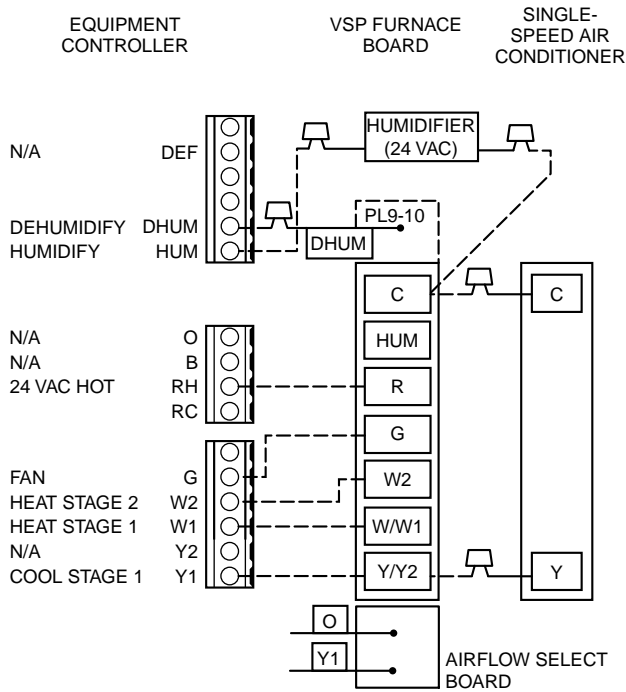 EQUIPMENT
CONTROLLER
VSP FURNACE
BOARD
SINGLE-
SPEED AIR
CONDITIONER
HUMIDIFIER
(24 VAC)
N/A DEF
PL9-10
DEHUMIDIFY DHUM
DHUM
HUMIDIFY HUM
C
C
HUM
N/A O
N/A B
24 VAC HOT RH
R
RC
G
FAN G
W2
HEAT STAGE 2 W2
HEAT STAGE 1 W1
W/W1
N/A Y2
COOL STAGE 1 Y1
Y/Y2
Y
O
Y1
AIRFLOW SELECT
BOARD